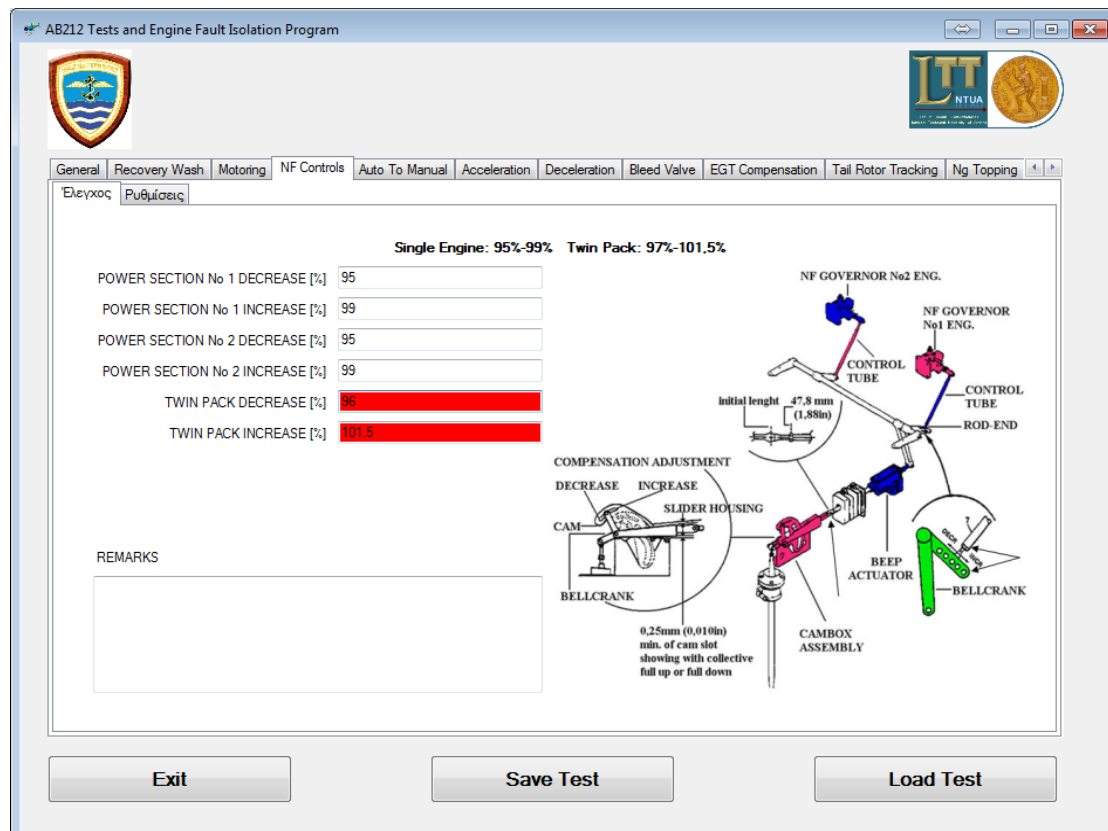 AB212 Tests and Engine Fault Isolation Program
LTT
NTUA
General Recovery Wash Motoring NF Controls Auto To Manual Acceleration Deceleration Bleed Valve EGT Compensation Tail Rotor Tracking Ng Topping
Έλεγχος Ρυθμίσεις
Single Engine: 95%-99% Twin Pack: 97%-101,5%
POWER SECTION No 1 DECREASE [%] 95
POWER SECTION No 1 INCREASE [%] 99
POWER SECTION No 2 DECREASE [%] 95
POWER SECTION No 2 INCREASE [%] 99
TWIN PACK DECREASE [%] 96
TWIN PACK INCREASE [%] 101,5
REMARKS
NF GOVERNOR No2 ENG.
NF GOVERNOR
No1 ENG.
CONTROL
TUBE
CONTROL
TUBE
ROD-END
initial lenght 47,8 mm
(1,88in)
COMPENSATION ADJUSTMENT
DECREASE INCREASE
SLIDER HOUSING
CAM
BELLCRANK
0,25mm (0,010in)
min. of cam slot
showing with collective
full up or full down
BEEP
ACTUATOR
CAMBOX
ASSEMBLY
DECR
INCR
BELLCRANK
Exit Save Test Load Test